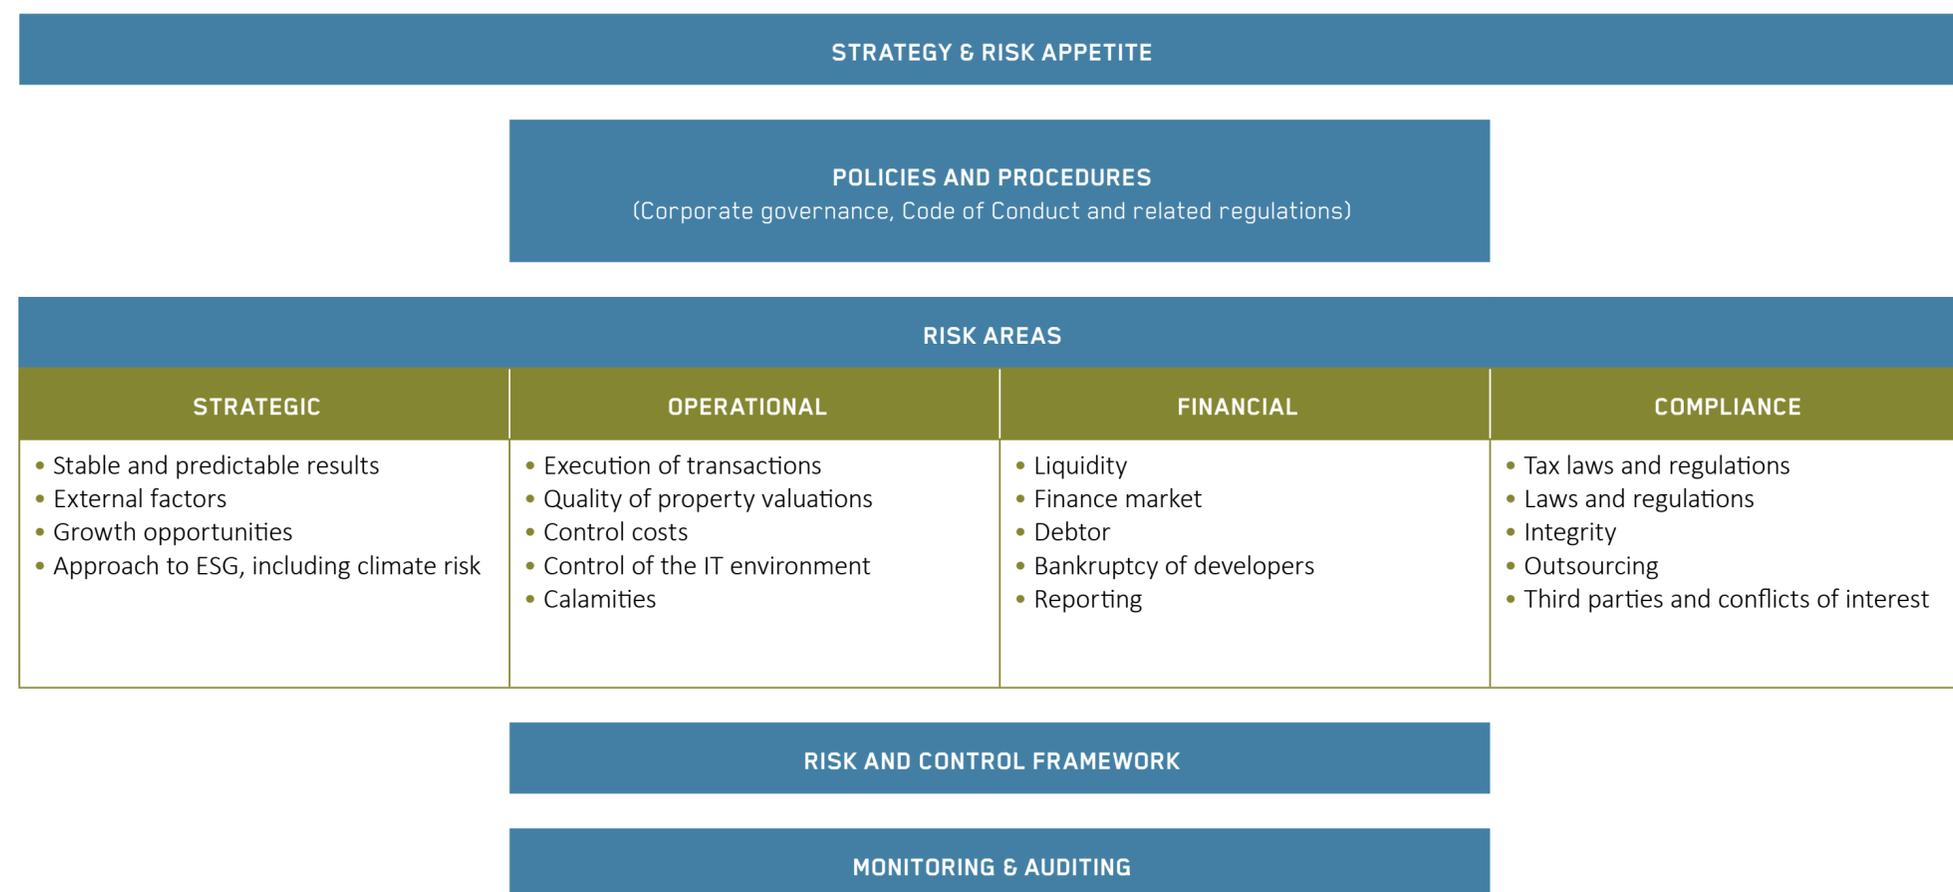 STRATEGY & RISK APPETITE
POLICIES AND PROCEDURES
(Corporate governance, Code of Conduct and related regulations)
RISK AREAS
STRATEGIC
• Stable and predictable results
• External factors
• Growth opportunities
• Approach to ESG, including climate risk
OPERATIONAL
• Execution of transactions
• Quality of property valuations
• Control costs
• Control of the IT environment
• Calamities
FINANCIAL
• Liquidity
• Finance market
• Debtor
• Bankruptcy of developers
• Reporting
COMPLIANCE
• Tax laws and regulations
• Laws and regulations
• Integrity
• Outsourcing
• Third parties and conflicts of interest
RISK AND CONTROL FRAMEWORK
MONITORING & AUDITING